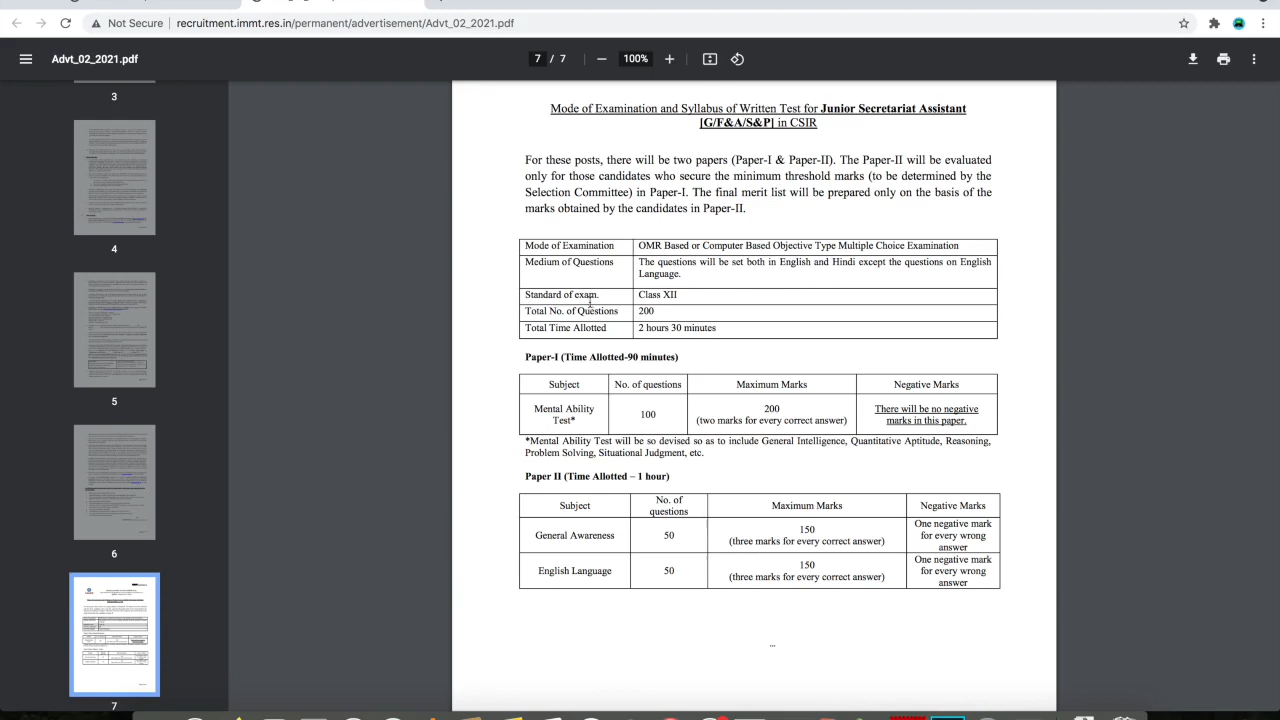 Not Secure
recruitment.immt.res.in/permanent/advertisement/Advt_02_2021.pdf
Advt_02_2021.pdf
7 / 7
100%
3
4
5
6
7
Mode of Examination and Syllabus of Written Test for Junior Secretariat Assistant
[G/F&A/S&P] in CSIR
For these posts, there will be two papers (Paper-I & Paper-II). The Paper-II will be evaluated
only for those candidates who secure the minimum threshold marks (to be determined by the
Selection Committee) in Paper-I. The final merit list will be prepared only on the basis of the
marks obtained by the candidates in Paper-II.
Mode of Examination OMR Based or Computer Based Objective Type Multiple Choice Examination
Medium of Questions The questions will be set both in English and Hindi except the questions on English
Language.
Standard of exam. Class XII
Total No. of Questions 200
Total Time Allotted 2 hours 30 minutes
Paper-I (Time Allotted-90 minutes)
Subject No. of questions Maximum Marks Negative Marks
Mental Ability
Test*
100
200
(two marks for every correct answer)
There will be no negative
marks in this paper.
*Mental Ability Test will be so devised so as to include General Intelligence, Quantitative Aptitude, Reasoning,
Problem Solving, Situational Judgment, etc.
Paper II (Time Allotted – 1 hour)
Subject
No. of
questions
Maximum Marks
Negative Marks
General Awareness
50
150
(three marks for every correct answer)
One negative mark
for every wrong
answer
English Language
50
150
(three marks for every correct answer)
One negative mark
for every wrong
answer
...